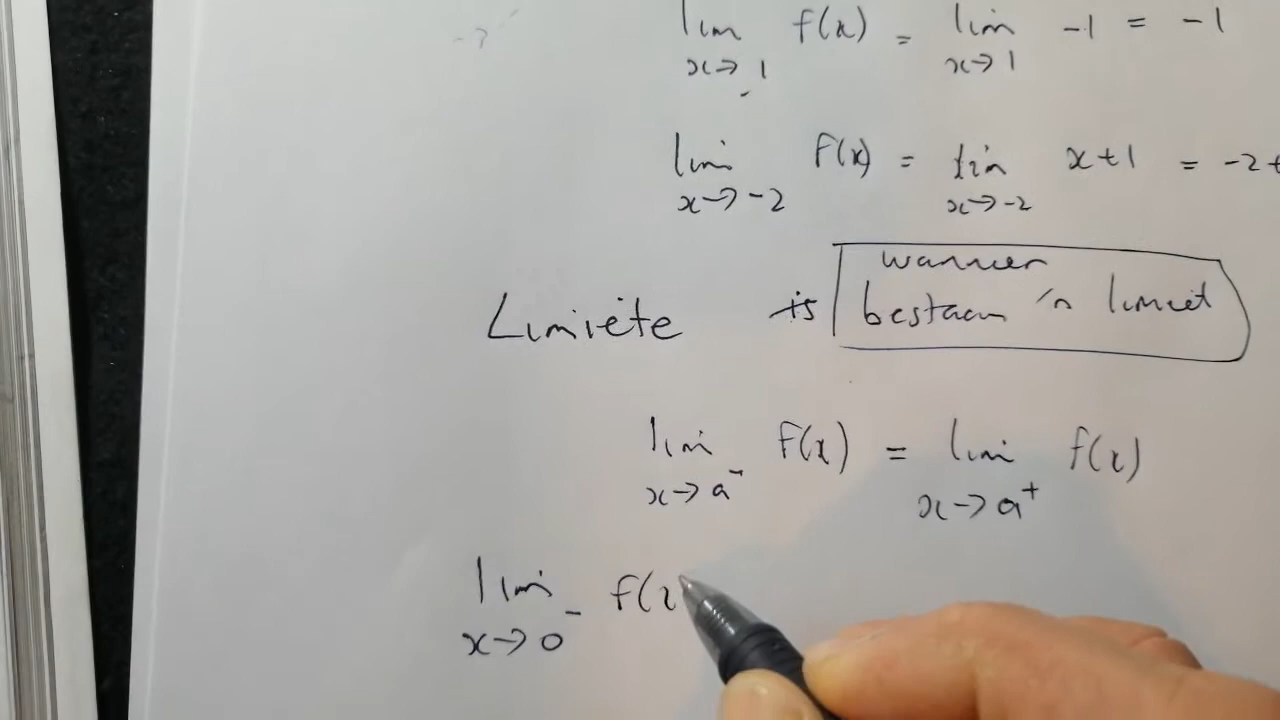 lim f(x) = lim -1 = -1
x→1 x→1
lim f(x) = lim x+1 = -2+
x→-2 x→-2
Limiete is wanneer
bestaan 'n limiet
lim f(x) = lim f(x)
x→a⁻ x→a⁺
lim f(x
x→0⁻